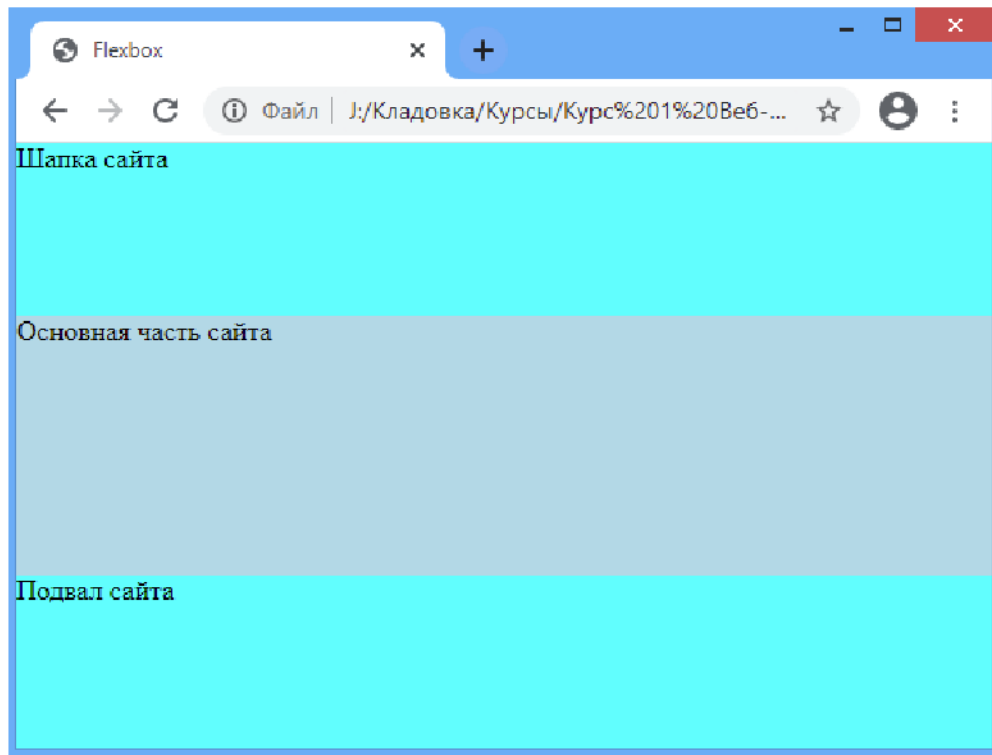 Flexbox
Файл J:/Кладовка/Курсы/Курс%201%20Веб-...
Шапка сайта
Основная часть сайта
Подвал сайта